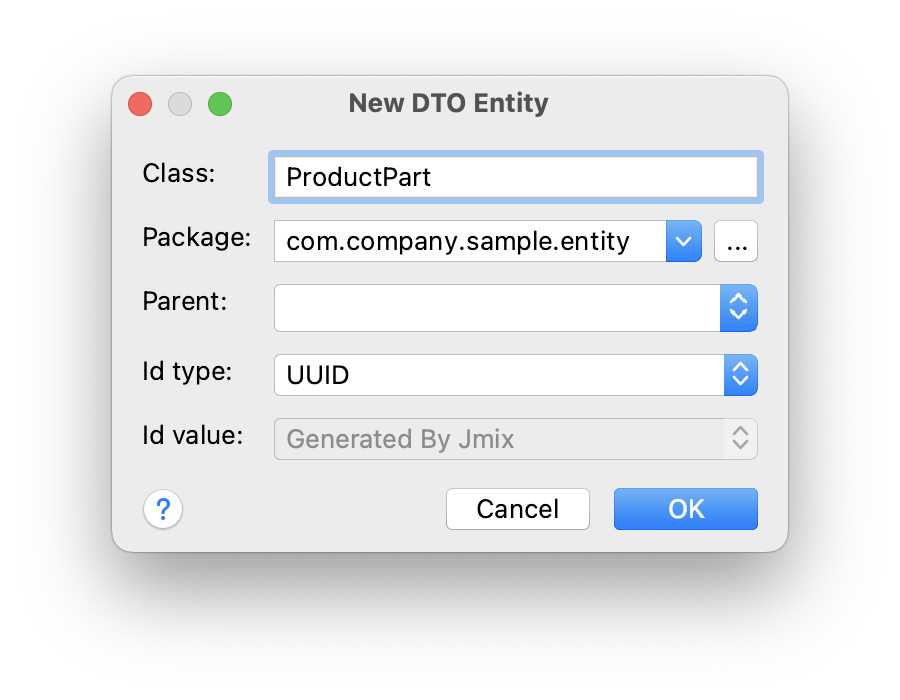 New DTO Entity
Class: ProductPart
Package: com.company.sample.entity ...
Parent:
Id type: UUID
Id value: Generated By Jmix
? Cancel OK